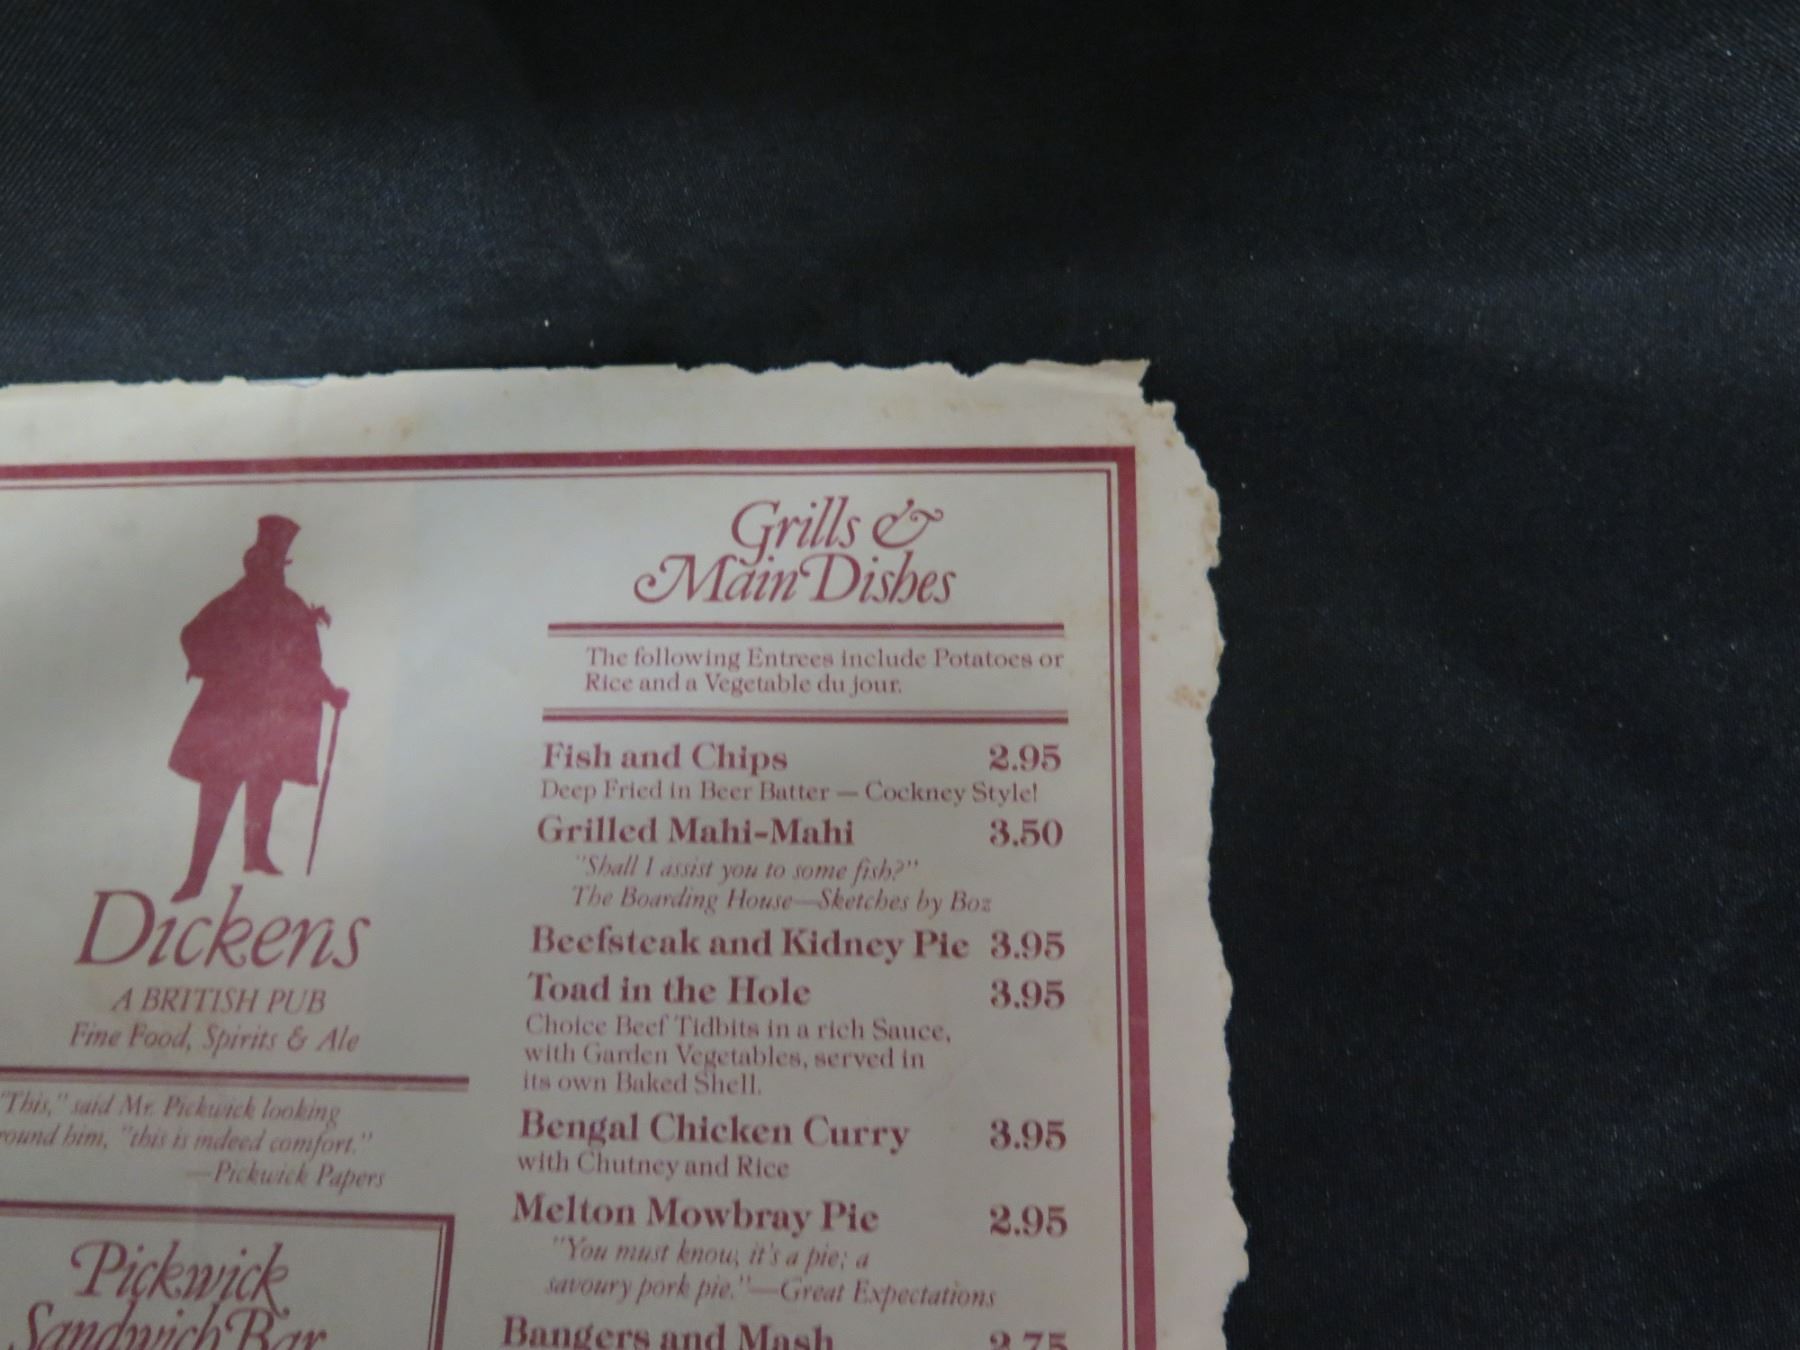 Dickens
A BRITISH PUB
Fine Food, Spirits & Ale
"This," said Mr. Pickwick looking
round him, "this is indeed comfort."
—Pickwick Papers
Pickwick
Sandwich Bar
Grills &
Main Dishes
The following Entrees include Potatoes or
Rice and a Vegetable du jour.
Fish and Chips 2.95
Deep Fried in Beer Batter — Cockney Style!
Grilled Mahi-Mahi 3.50
"Shall I assist you to some fish?"
The Boarding House—Sketches by Boz
Beefsteak and Kidney Pie 3.95
Toad in the Hole 3.95
Choice Beef Tidbits in a rich Sauce,
with Garden Vegetables, served in
its own Baked Shell.
Bengal Chicken Curry 3.95
with Chutney and Rice
Melton Mowbray Pie 2.95
"You must know, it's a pie; a
savoury pork pie."—Great Expectations
Bangers and Mash 2.75